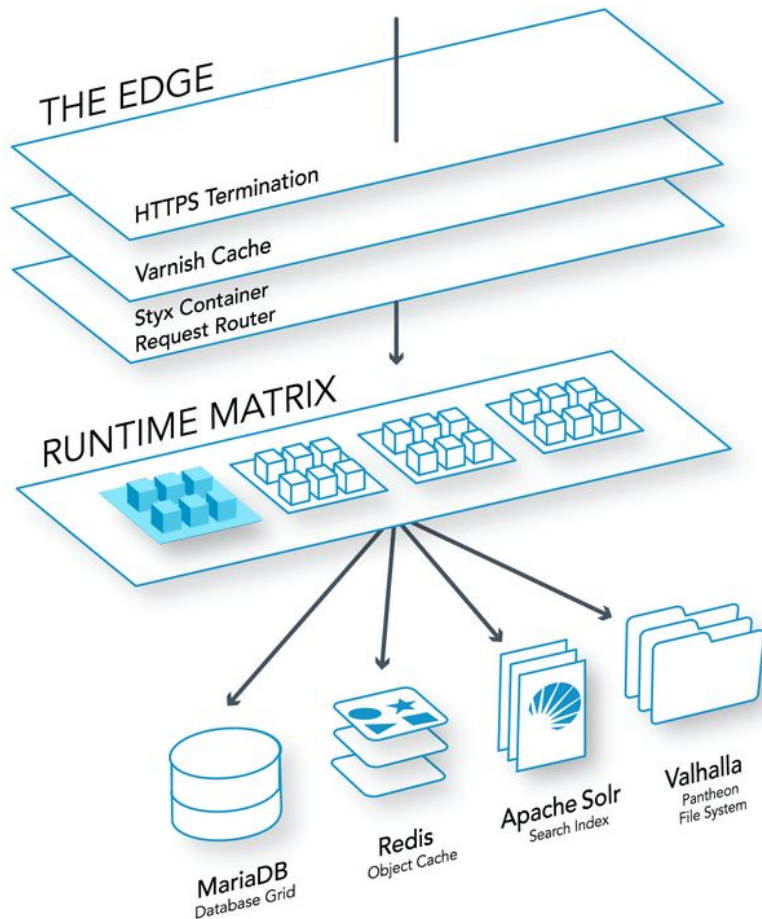 THE EDGE
HTTPS Termination
Varnish Cache
Styx Container
Request Router
RUNTIME MATRIX
MariaDB
Database Grid
Redis
Object Cache
Apache Solr
Search Index
Valhalla
Pantheon
File System